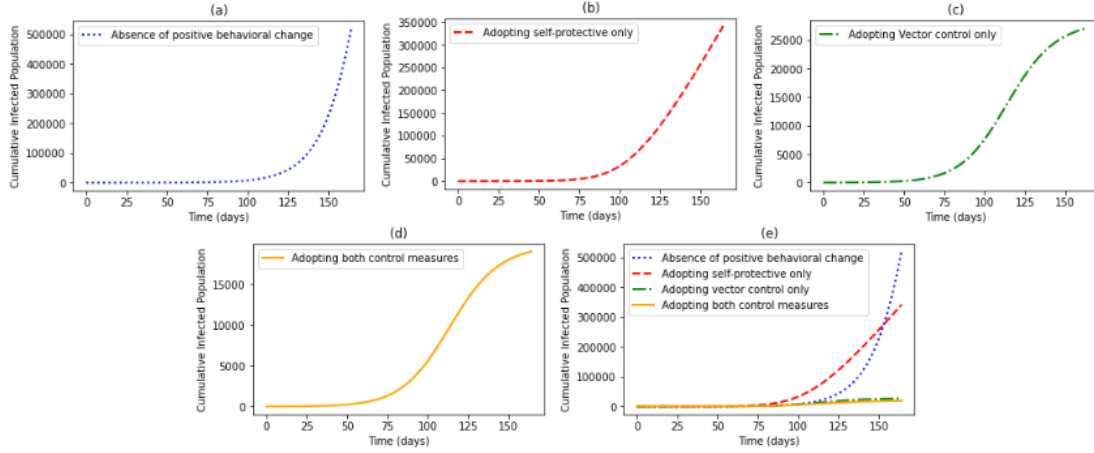 (a)
Absence of positive behavioral change
Cumulative Infected Population
500000
400000
300000
200000
100000
0
0 25 50 75 100 125 150
Time (days)
(b)
Adopting self-protective only
Cumulative Infected Population
350000
300000
250000
200000
150000
100000
50000
0
0 25 50 75 100 125 150
Time (days)
(c)
Adopting Vector control only
Cumulative Infected Population
25000
20000
15000
10000
5000
0
0 25 50 75 100 125 150
Time (days)
(d)
Adopting both control measures
Cumulative Infected Population
15000
10000
5000
0
0 25 50 75 100 125 150
Time (days)
(e)
Absence of positive behavioral change
Adopting self-protective only
Adopting vector control only
Adopting both control measures
Cumulative Infected Population
500000
400000
300000
200000
100000
0
0 25 50 75 100 125 150
Time (days)